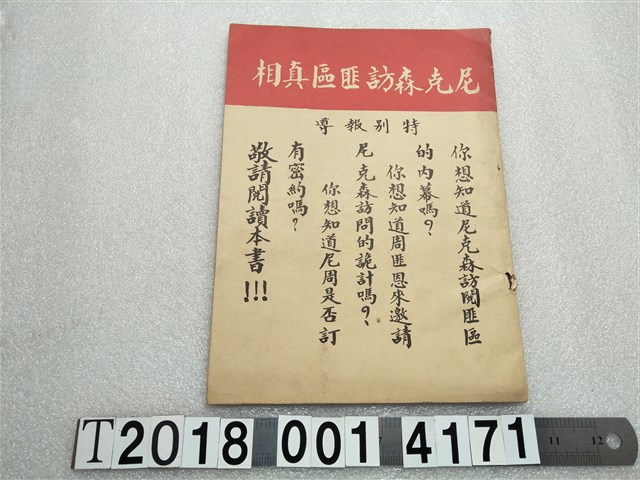 尼克森訪匪區真相
特別報導
你想知道尼克森訪問匪區
的內幕嗎？
你想知道周匪恩來邀請
尼克森訪問的詭計嗎？
你想知道尼周是否訂
有密約嗎？
敬請閱讀本書!!!
T2018 001 4171
11 12